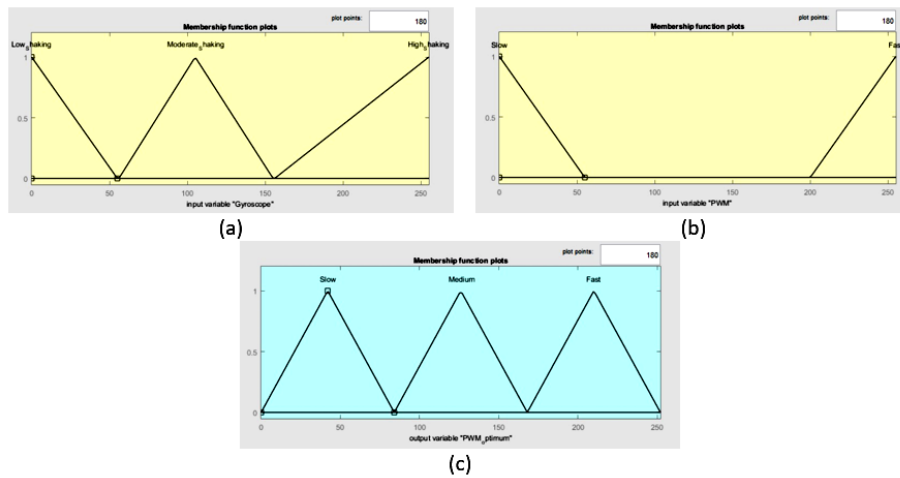 plot points: 180
Membership function plots
Low_Shaking Moderate_Shaking High_Shaking
1
0.5
0
0 50 100 150 200 250
input variable "Gyroscope"
(a)
plot points: 180
Membership function plots
Slow Fas
1
0.5
0
0 50 100 150 200 250
input variable "PWM"
(b)
plot points: 180
Membership function plots
Slow Medium Fast
1
0.5
0
0 50 100 150 200 250
output variable "PWM_optimum"
(c)